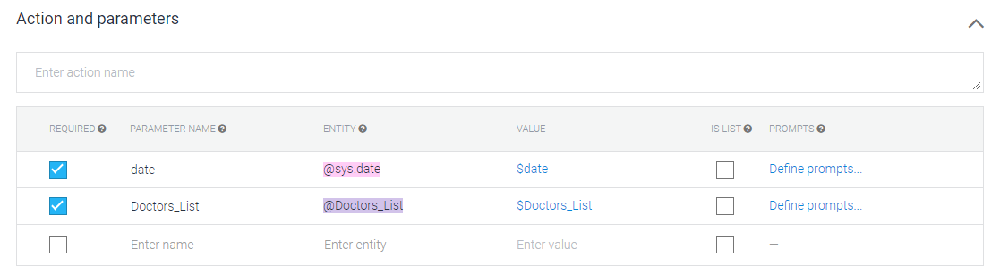 Action and parameters
Enter action name
REQUIRED PARAMETER NAME ENTITY VALUE IS LIST PROMPTS
date @sys.date $date Define prompts...
Doctors_List @Doctors_List $Doctors_List Define prompts...
Enter name Enter entity Enter value —